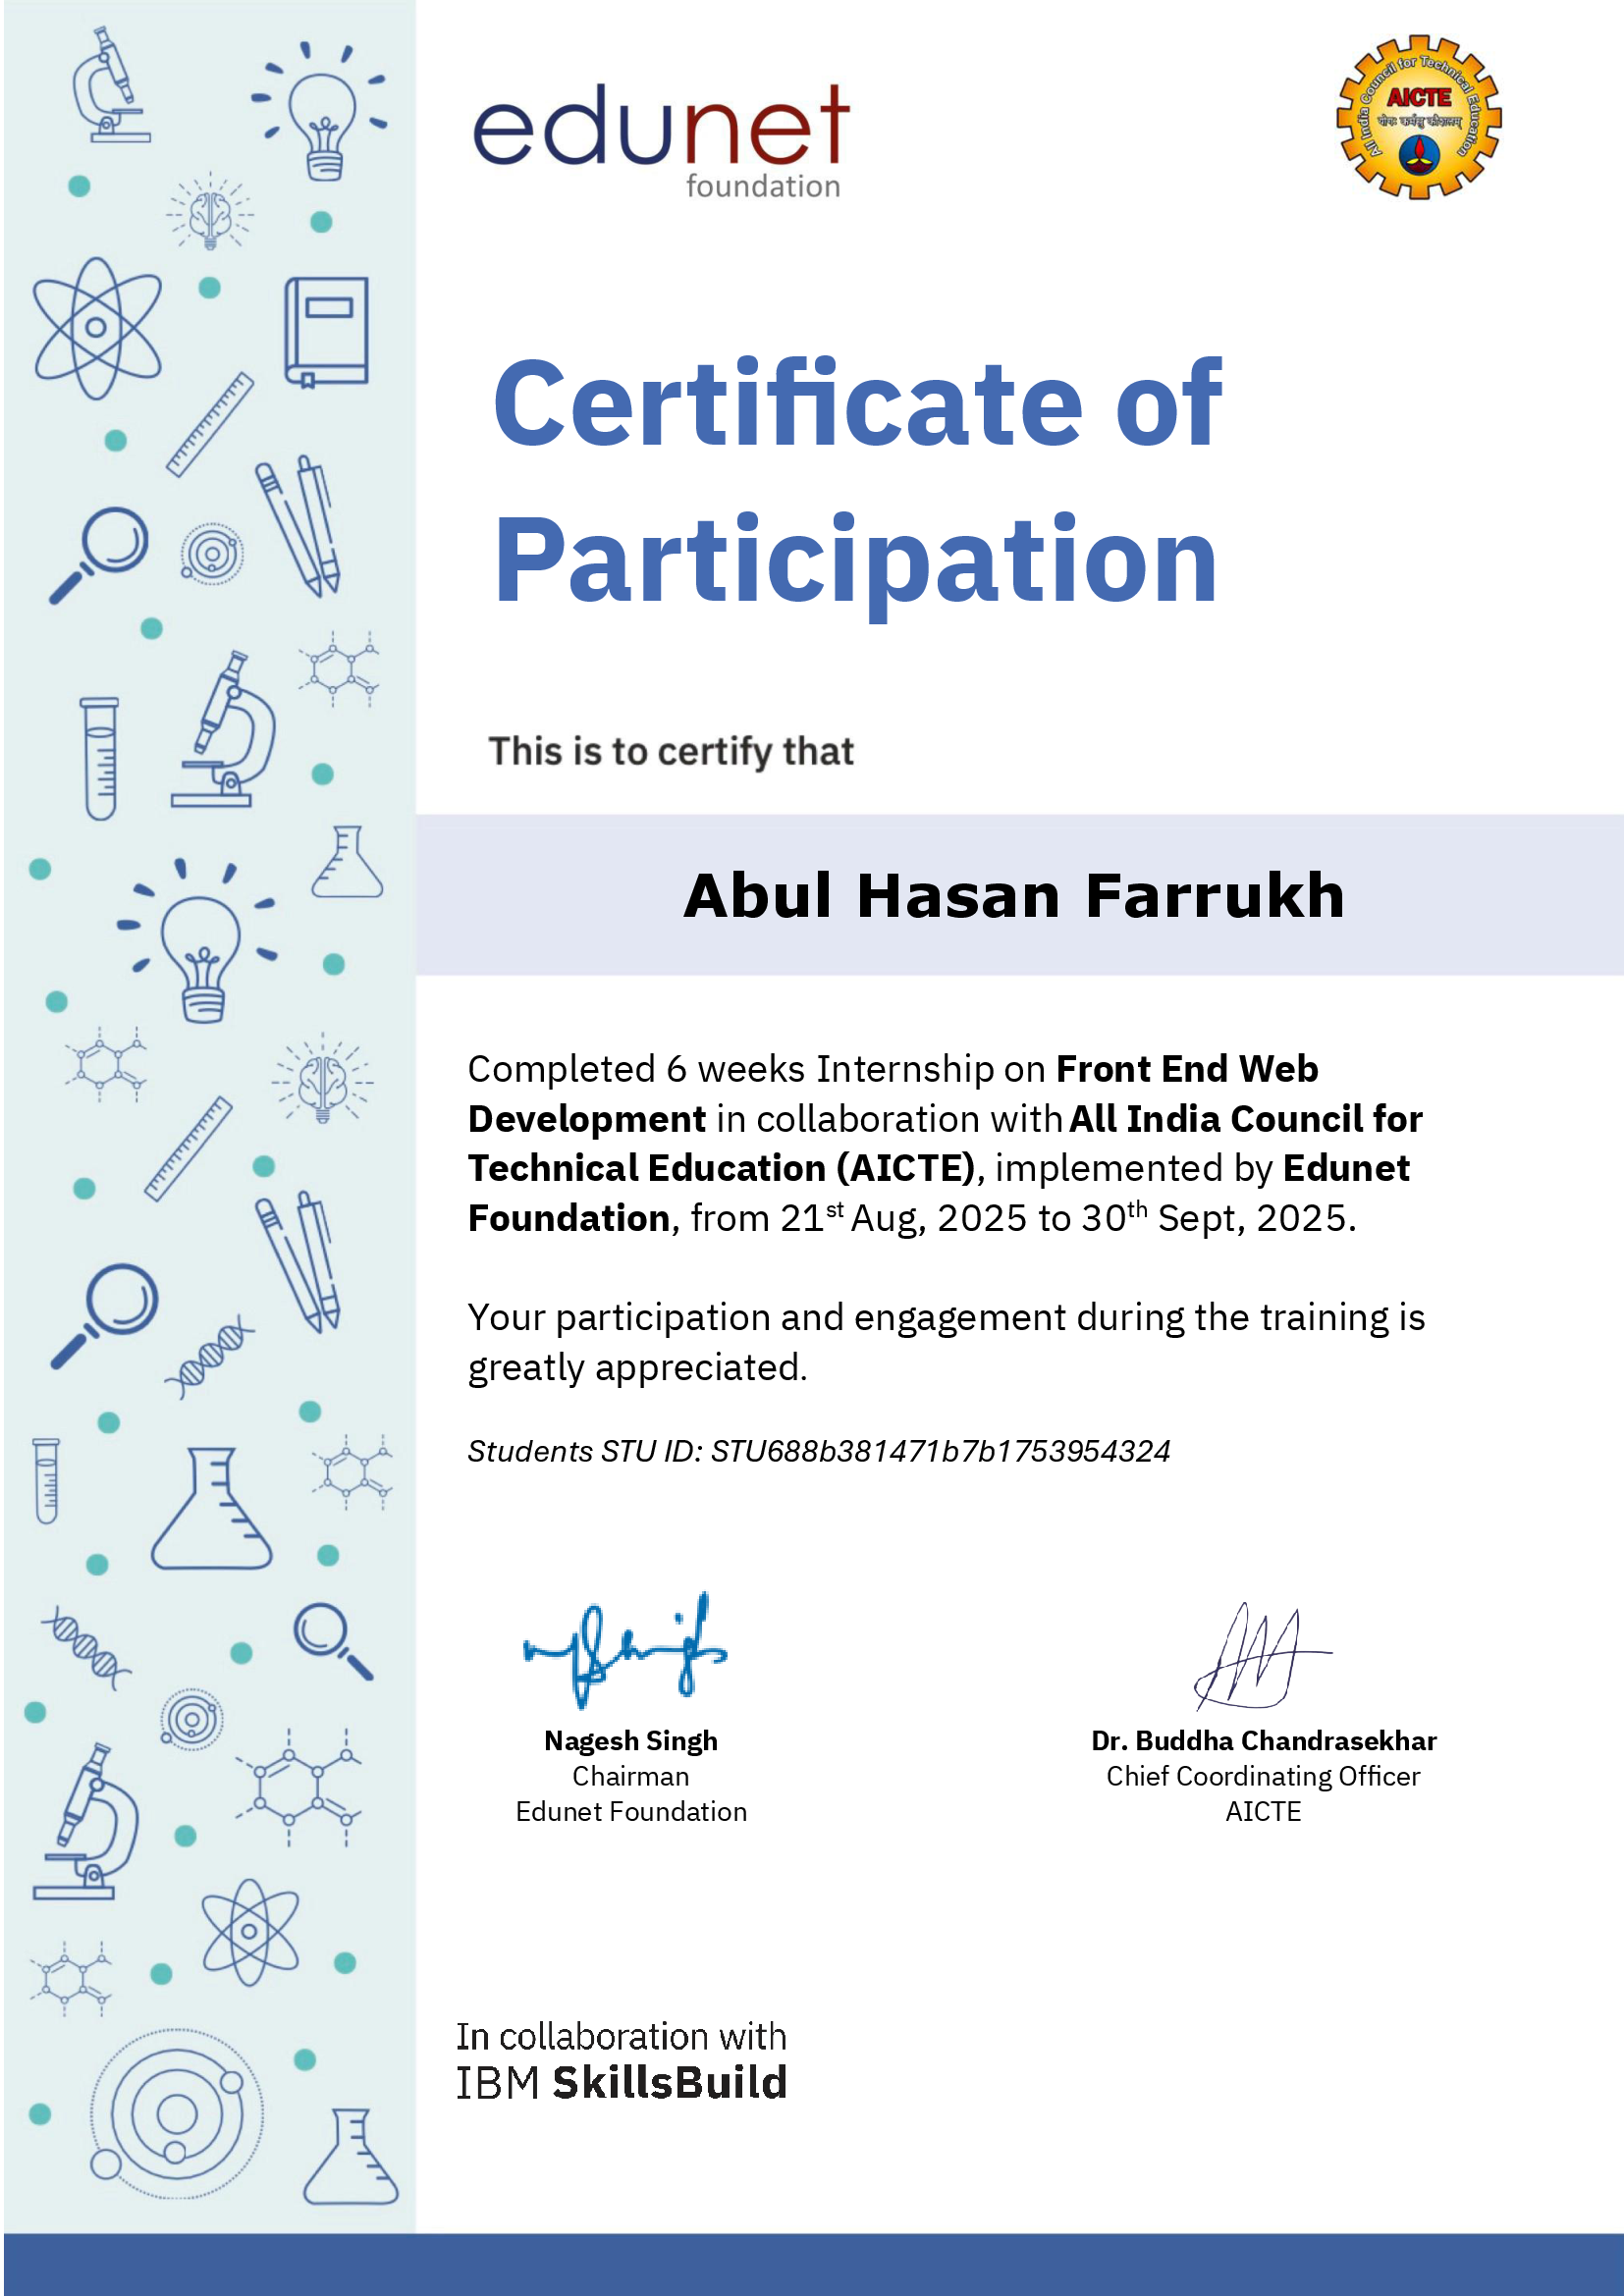 edunet
foundation
All India Council for Technical Education
AICTE
योगः कर्मसु कौशलम्
Certificate of
Participation
This is to certify that
Abul Hasan Farrukh
Completed 6 weeks Internship on Front End Web
Development in collaboration with All India Council for
Technical Education (AICTE), implemented by Edunet
Foundation, from 21st Aug, 2025 to 30th Sept, 2025.
Your participation and engagement during the training is
greatly appreciated.
Students STU ID: STU688b381471b7b1753954324
Nagesh Singh
Chairman
Edunet Foundation
Dr. Buddha Chandrasekhar
Chief Coordinating Officer
AICTE
In collaboration with
IBM SkillsBuild